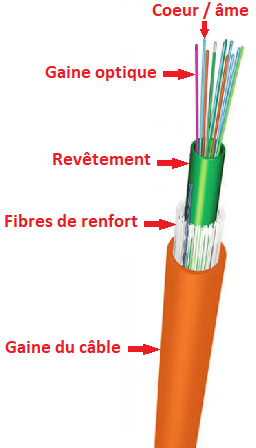 Coeur / âme
Gaine optique
Revêtement
Fibres de renfort
Gaine du câble